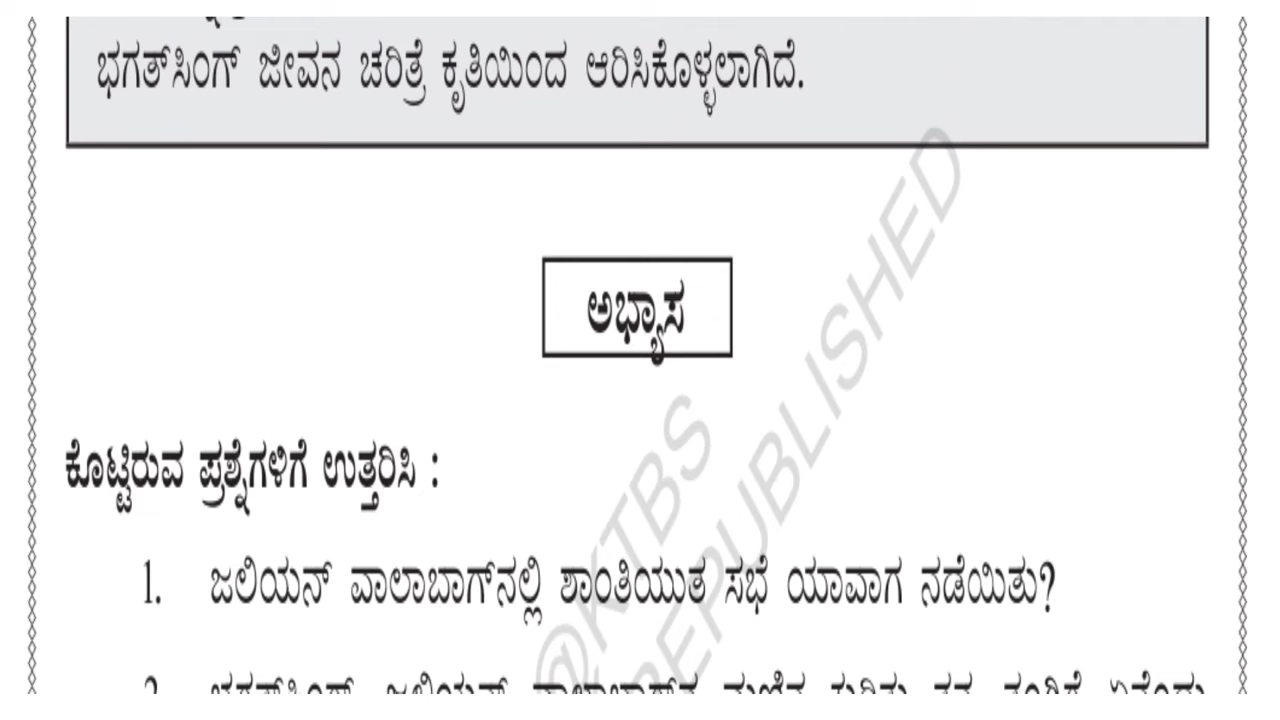 ಭಗತ್‌ಸಿಂಗ್ ಜೀವನ ಚರಿತ್ರೆ ಕೃತಿಯಿಂದ ಆರಿಸಿಕೊಳ್ಳಲಾಗಿದೆ.
ಅಭ್ಯಾಸ
ಕೊಟ್ಟಿರುವ ಪ್ರಶ್ನೆಗಳಿಗೆ ಉತ್ತರಿಸಿ :
1. ಜಲಿಯನ್ ವಾಲಾಬಾಗ್‌ನಲ್ಲಿ ಶಾಂತಿಯುತ ಸಭೆ ಯಾವಾಗ ನಡೆಯಿತು?
@KTBS
REPUBLISHED